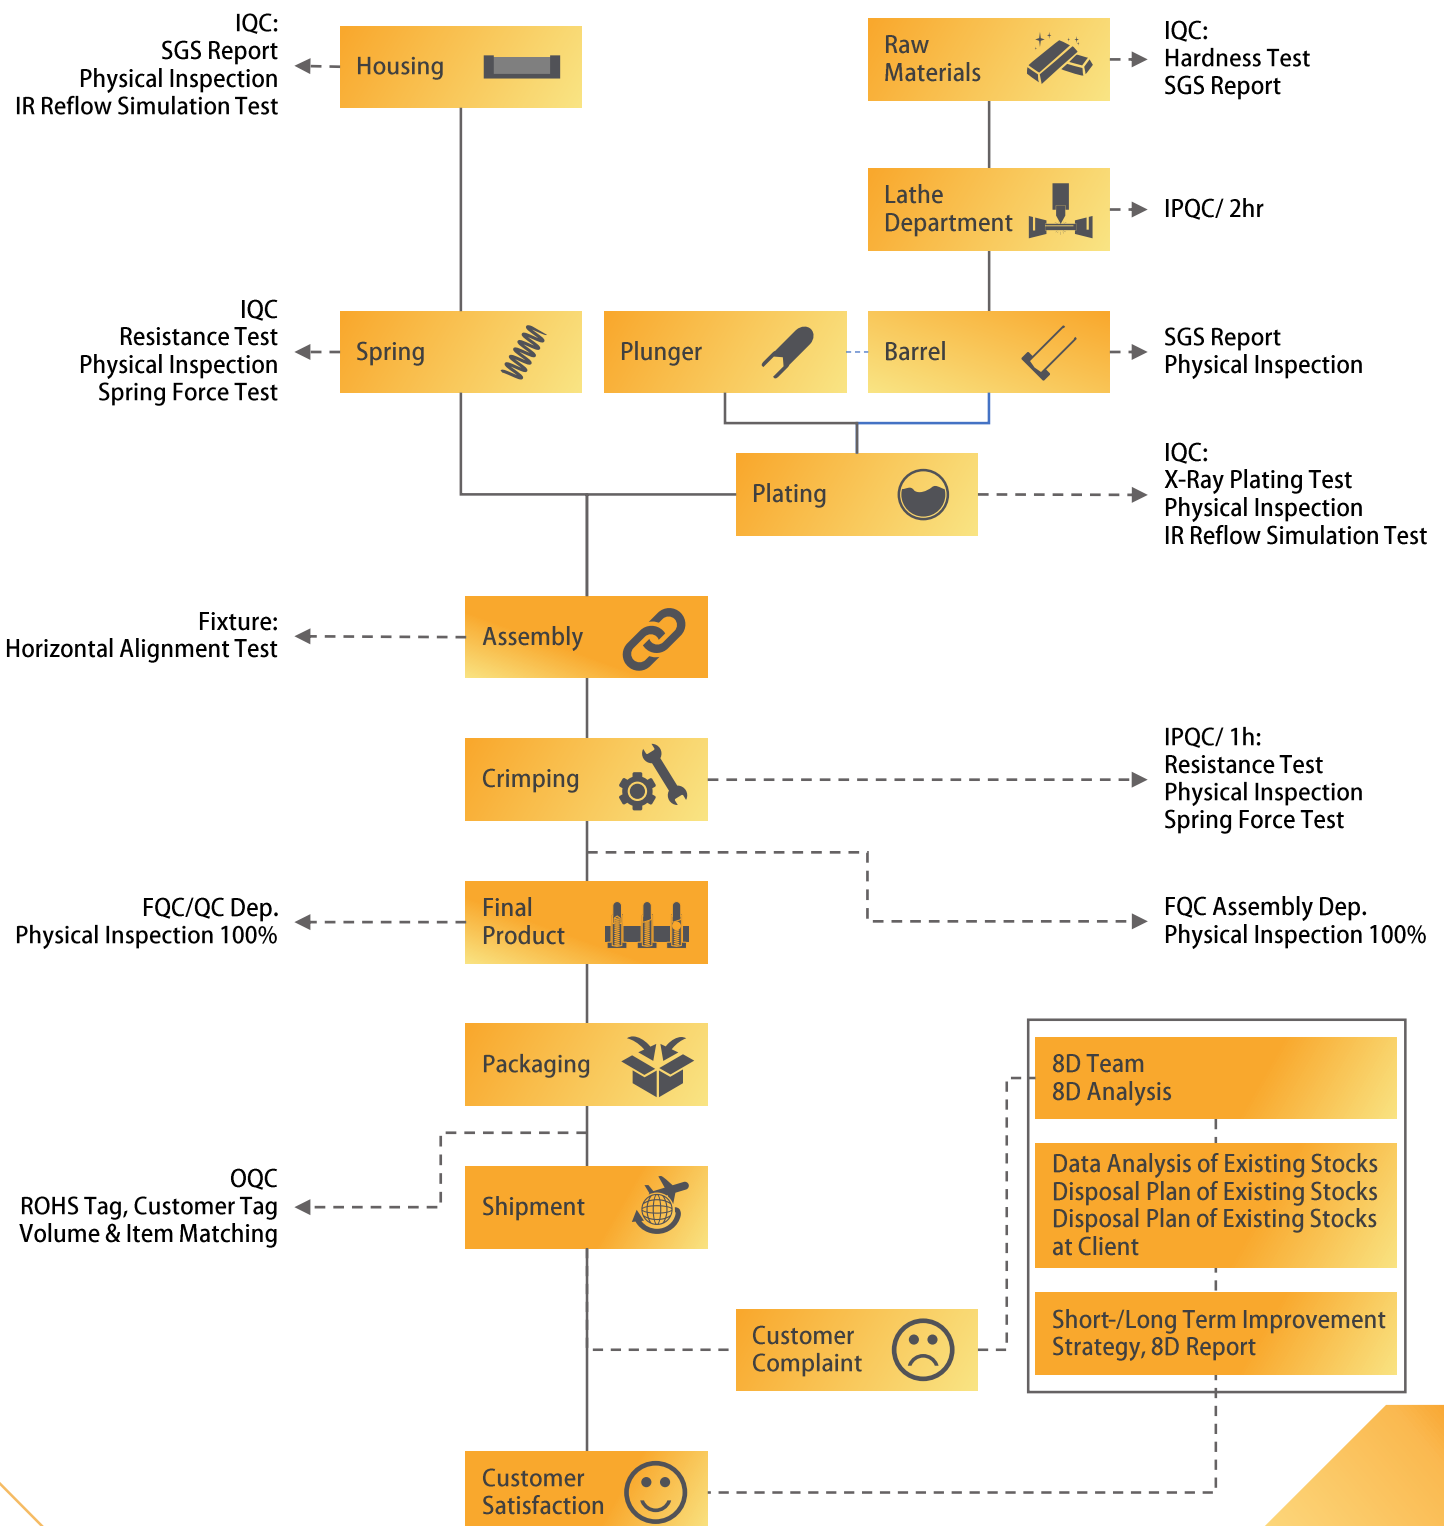 IQC:
SGS Report
Physical Inspection
IR Reflow Simulation Test
Housing
Raw
Materials
IQC:
Hardness Test
SGS Report
Lathe
Department
IPQC/ 2hr
IQC
Resistance Test
Physical Inspection
Spring Force Test
Spring
Plunger
Barrel
SGS Report
Physical Inspection
Plating
IQC:
X-Ray Plating Test
Physical Inspection
IR Reflow Simulation Test
Fixture:
Horizontal Alignment Test
Assembly
Crimping
IPQC/ 1h:
Resistance Test
Physical Inspection
Spring Force Test
FQC/QC Dep.
Physical Inspection 100%
Final
Product
FQC Assembly Dep.
Physical Inspection 100%
Packaging
8D Team
8D Analysis
OQC
ROHS Tag, Customer Tag
Volume & Item Matching
Shipment
Data Analysis of Existing Stocks
Disposal Plan of Existing Stocks
Disposal Plan of Existing Stocks
at Client
Customer
Complaint
Short-/Long Term Improvement
Strategy, 8D Report
Customer
Satisfaction